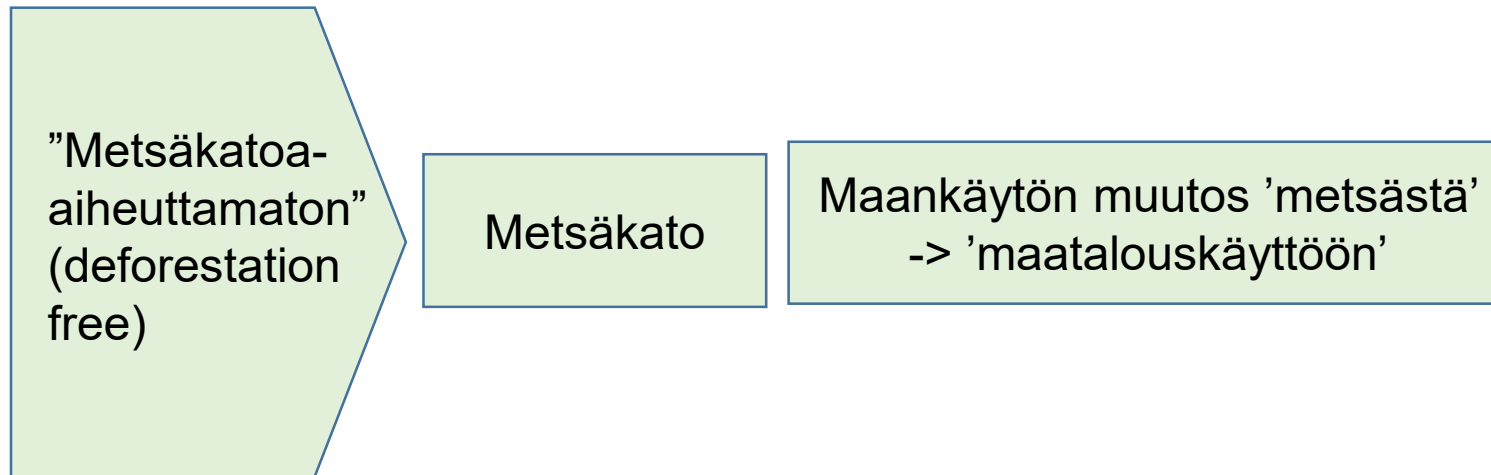 ”Metsäkatoa-
aiheuttamaton”
(deforestation
free)
Metsäkato
Maankäytön muutos ’metsästä’
-> ’maatalouskäyttöön’